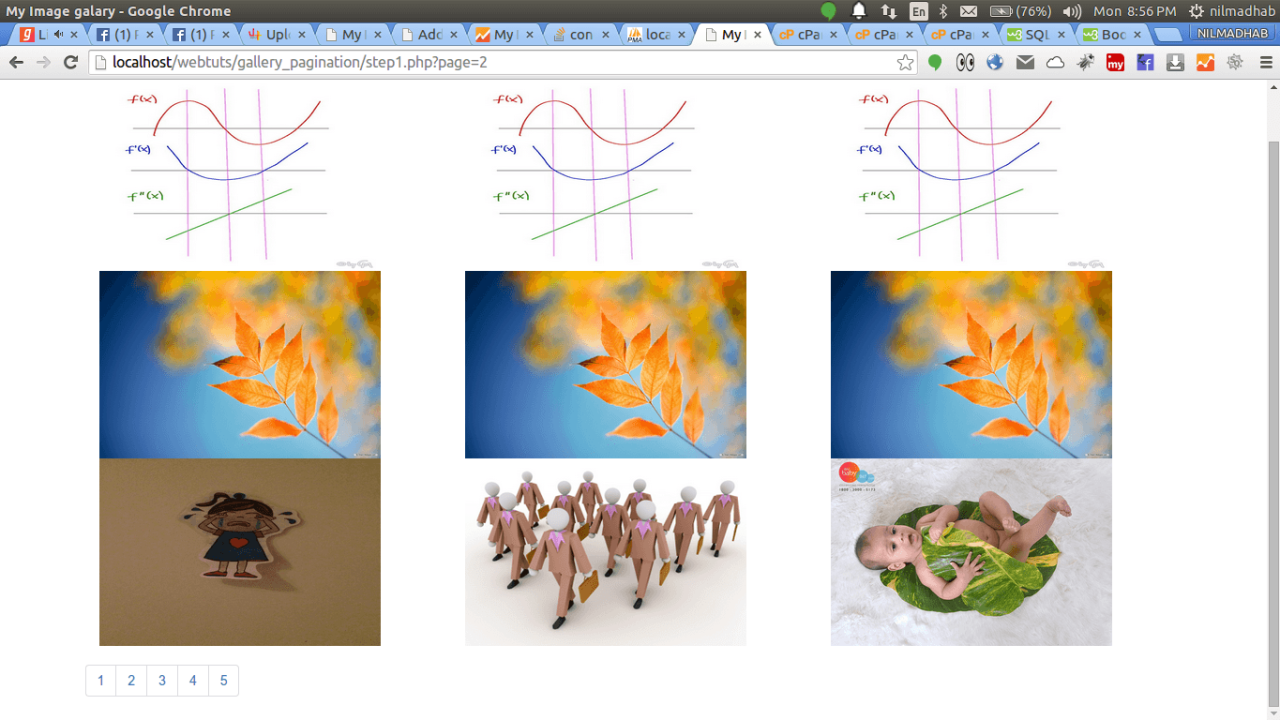 My Image galary - Google Chrome
En (76%) Mon 8:56 PM nilmadhab
(1) F (1) F Uplo My I Add My I con loca My I cPa cPa cPa SQL Boo NILMADHAB
localhost/webtuts/gallery_pagination/step1.php?page=2
my
f(x) f(x) f(x)
f'(x) f'(x) f'(x)
f"(x) f"(x) f"(x)
baby
1 2 3 4 5